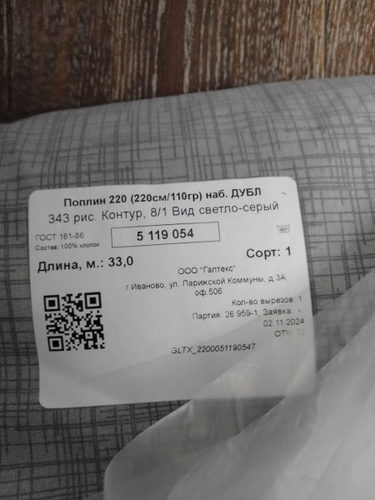 Поплин 220 (220см/110гр) наб. ДУБЛ
343 рис. Контур, 8/1 Вид светло-серый
ГОСТ 161-86
Состав: 100% хлопок
5 119 054
Длина, м.: 33,0
Сорт: 1
ООО "Галтекс"
г.Иваново, ул. Парижской Коммуны, д.3А
оф.506
Кол-во вырезов: 1
Партия: 26 959-1, Заявка: -
02.11.2024
ОТК: 12
GLTX_2200051190547